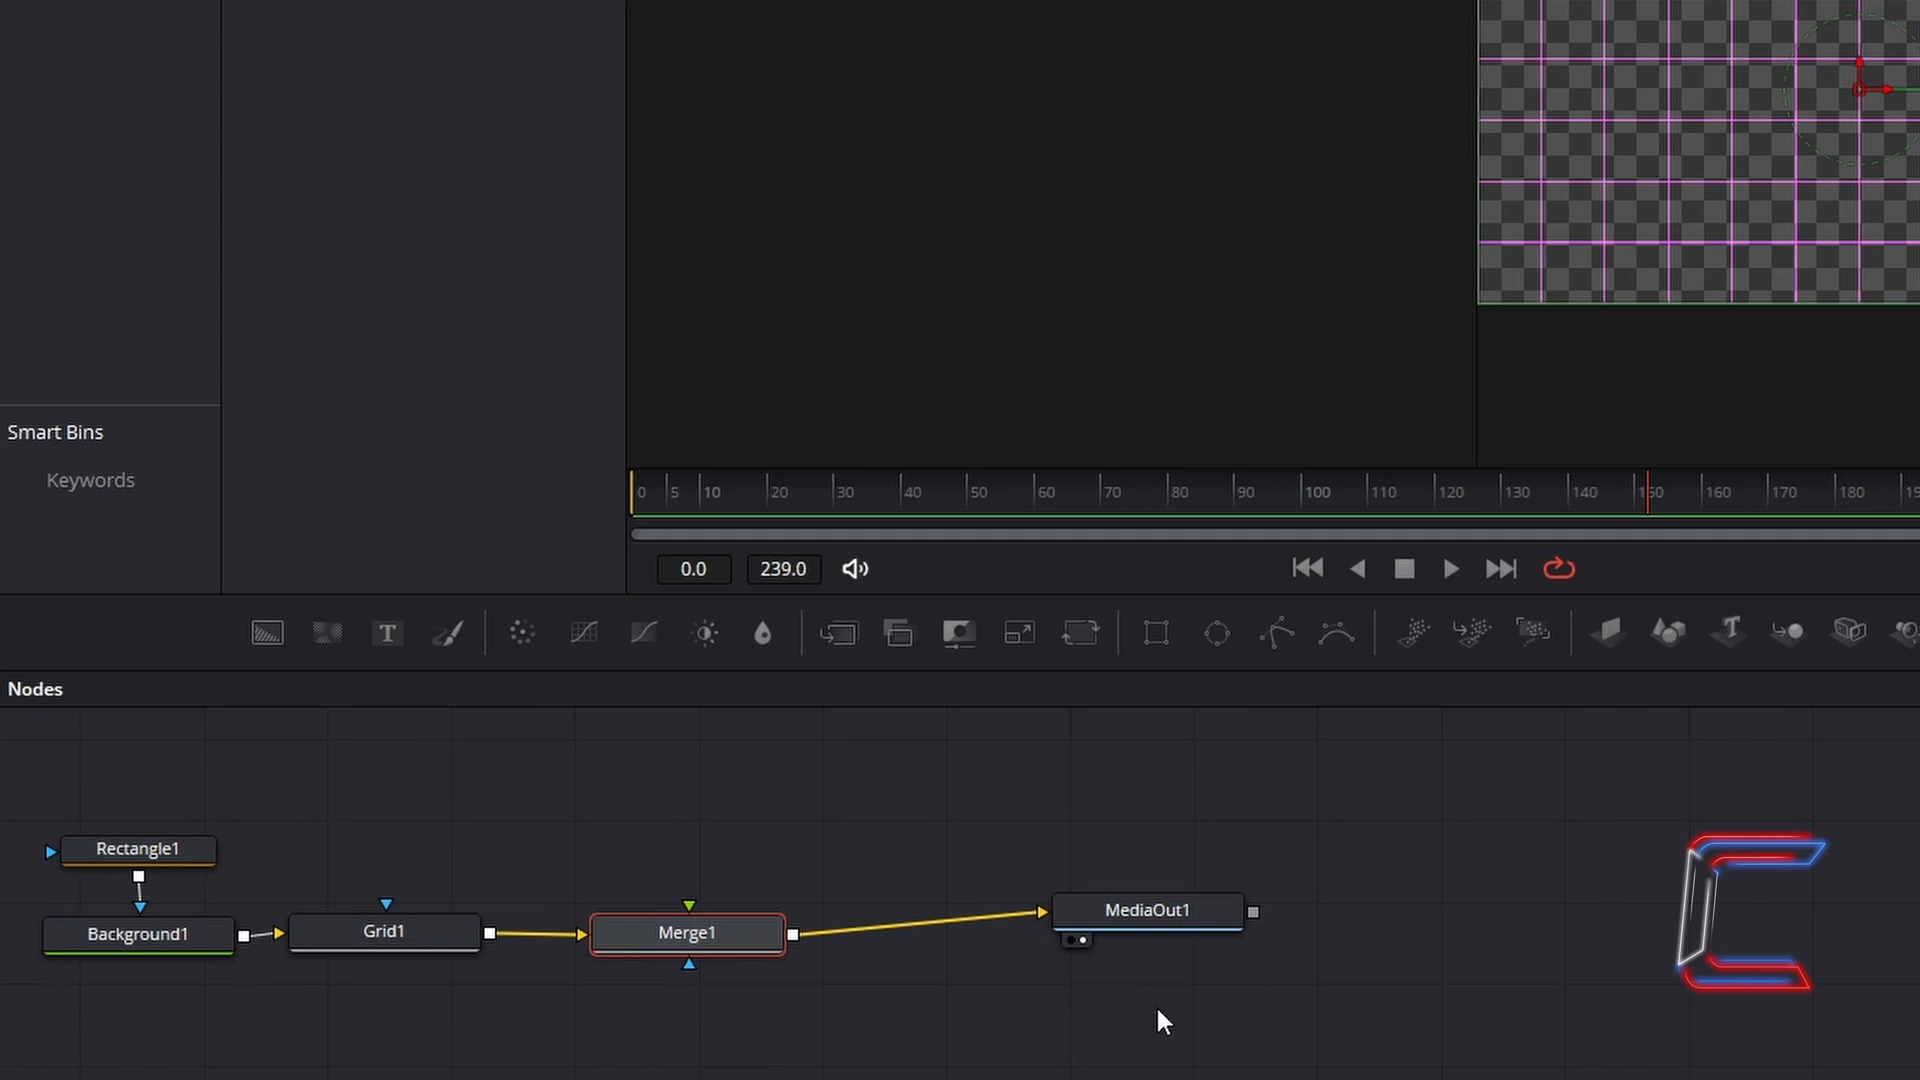 Smart Bins
Keywords
0 5 10 20 30 40 50 60 70 80 90 100 110 120 130 140 150 160 170 180
0.0 239.0
T
Nodes
Rectangle1
Background1 Grid1 Merge1 MediaOut1